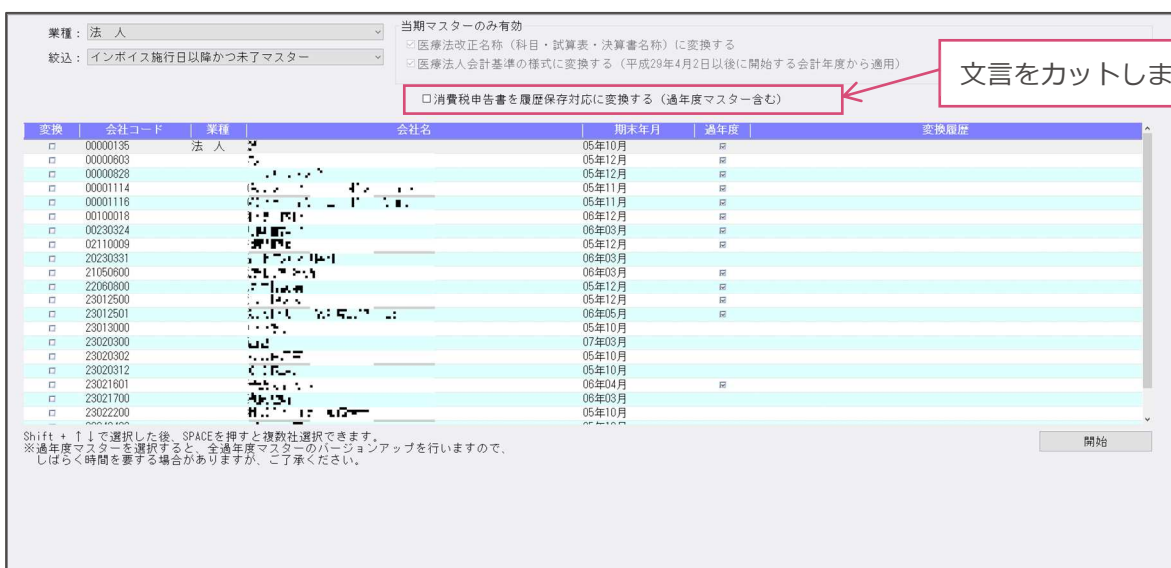 業種： 法　人
絞込： インボイス施行日以降かつ未了マスター
当期マスターのみ有効
医療法改正名称（科目・試算表・決算書名称）に変換する
医療法人会計基準の様式に変換する（平成29年4月2日以後に開始する会計年度から適用）
消費税申告書を履歴保存対応に変換する（過年度マスター含む）
文言をカットしま
変換 会社コード 業種 会社名 期末年月 過年度 変換履歴
00000135 法　人 05年10月
00000603 05年12月
00000828 05年12月
00001114 05年11月
00001116 05年11月
00100018 06年12月
00230324 06年03月
02110009 05年12月
20230331 06年03月
21050600 06年03月
22060800 05年12月
23012500 05年12月
23012501 06年05月
23013000 05年10月
23020300 07年03月
23020302 05年10月
23020312 05年10月
23021601 06年04月
23021700 06年03月
23022200 05年10月
Shift + ↑↓で選択した後、SPACEを押すと複数社選択できます。
※過年度マスターを選択すると、全過年度マスターのバージョンアップを行いますので、
しばらく時間を要する場合がありますが、ご了承ください。
開始